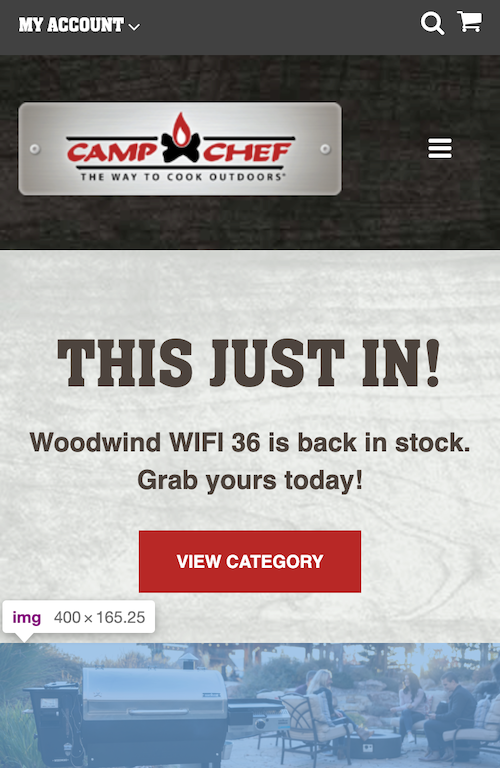 MY ACCOUNT
CAMP CHEF
THE WAY TO COOK OUTDOORS
THIS JUST IN!
Woodwind WIFI 36 is back in stock.
Grab yours today!
VIEW CATEGORY
img 400 × 165.25